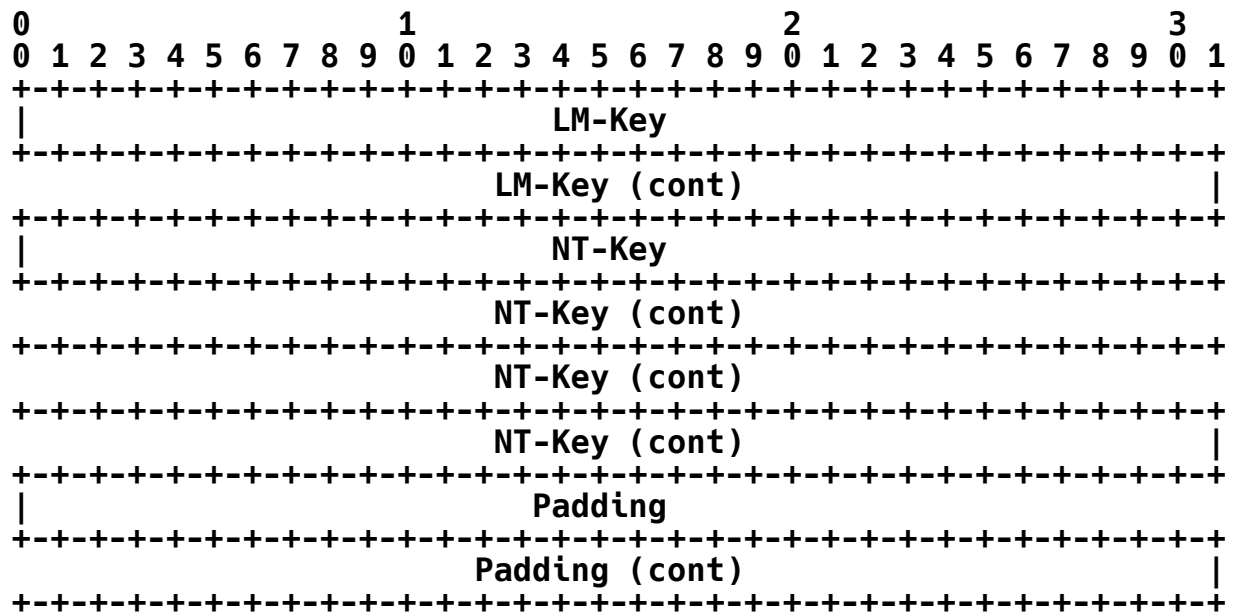 0                   1                   2                   3
0 1 2 3 4 5 6 7 8 9 0 1 2 3 4 5 6 7 8 9 0 1 2 3 4 5 6 7 8 9 0 1
+-+-+-+-+-+-+-+-+-+-+-+-+-+-+-+-+-+-+-+-+-+-+-+-+-+-+-+-+-+-+-+
|                           LM-Key
+-+-+-+-+-+-+-+-+-+-+-+-+-+-+-+-+-+-+-+-+-+-+-+-+-+-+-+-+-+-+-+
                         LM-Key (cont)                        |
+-+-+-+-+-+-+-+-+-+-+-+-+-+-+-+-+-+-+-+-+-+-+-+-+-+-+-+-+-+-+-+
|                           NT-Key
+-+-+-+-+-+-+-+-+-+-+-+-+-+-+-+-+-+-+-+-+-+-+-+-+-+-+-+-+-+-+-+
                         NT-Key (cont)
+-+-+-+-+-+-+-+-+-+-+-+-+-+-+-+-+-+-+-+-+-+-+-+-+-+-+-+-+-+-+-+
                         NT-Key (cont)
+-+-+-+-+-+-+-+-+-+-+-+-+-+-+-+-+-+-+-+-+-+-+-+-+-+-+-+-+-+-+-+
                         NT-Key (cont)                        |
+-+-+-+-+-+-+-+-+-+-+-+-+-+-+-+-+-+-+-+-+-+-+-+-+-+-+-+-+-+-+-+
|                          Padding
+-+-+-+-+-+-+-+-+-+-+-+-+-+-+-+-+-+-+-+-+-+-+-+-+-+-+-+-+-+-+-+
                        Padding (cont)                        |
+-+-+-+-+-+-+-+-+-+-+-+-+-+-+-+-+-+-+-+-+-+-+-+-+-+-+-+-+-+-+-+